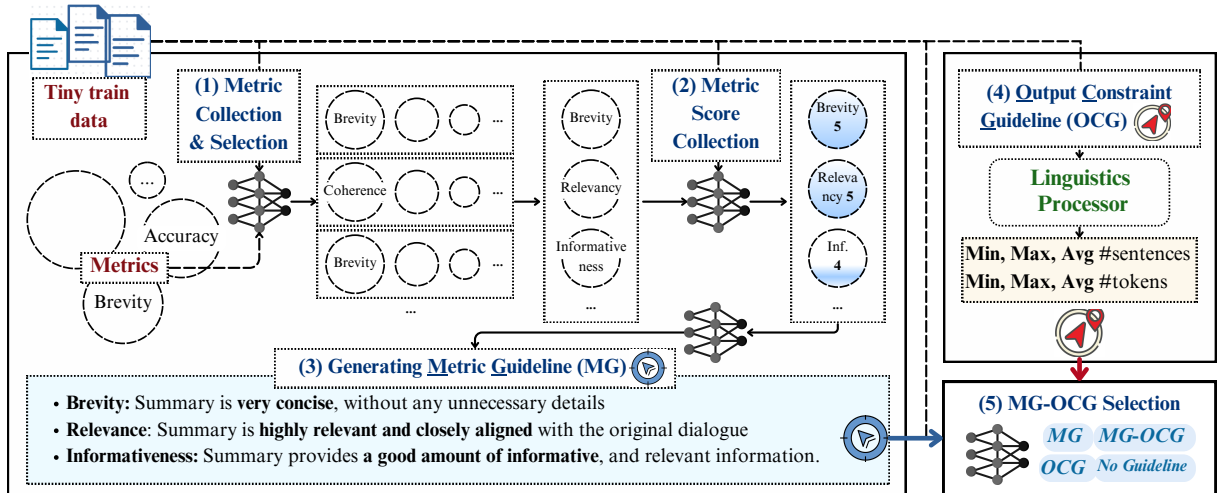 Tiny train
data
(1) Metric
Collection
& Selection
...
Accuracy
Metrics
Brevity
Brevity
...
Coherence
...
Brevity
...
...
Brevity
Relevancy
Informative
ness
...
(2) Metric
Score
Collection
Brevity
5
Releva
ncy 5
Inf.
4
...
(3) Generating Metric Guideline (MG)
• Brevity: Summary is very concise, without any unnecessary details
• Relevance: Summary is highly relevant and closely aligned with the original dialogue
• Informativeness: Summary provides a good amount of informative, and relevant information.
(4) Output Constraint
Guideline (OCG)
Linguistics
Processor
Min, Max, Avg #sentences
Min, Max, Avg #tokens
(5) MG-OCG Selection
MG MG-OCG
OCG No Guideline